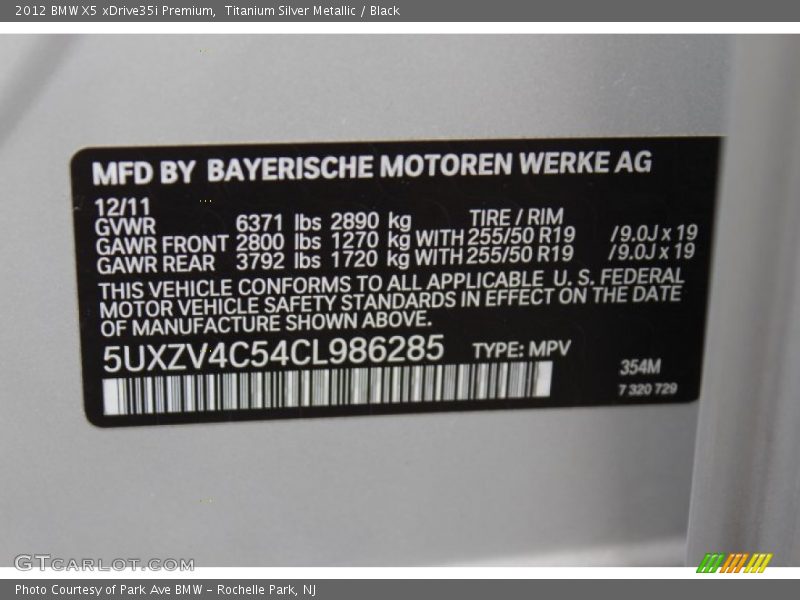 2012 BMW X5 xDrive35i Premium,  Titanium Silver Metallic / Black
MFD BY BAYERISCHE MOTOREN WERKE AG
12/11 TIRE / RIM
GVWR 6371 lbs 2890 kg
GAWR FRONT 2800 lbs 1270 kg WITH 255/50 R19 /9.0J x 19
GAWR REAR 3792 lbs 1720 kg WITH 255/50 R19 /9.0J x 19
THIS VEHICLE CONFORMS TO ALL APPLICABLE U. S. FEDERAL
MOTOR VEHICLE SAFETY STANDARDS IN EFFECT ON THE DATE
OF MANUFACTURE SHOWN ABOVE.
5UXZV4C54CL986285 TYPE: MPV
354M
7 320 729
GTCARLOT.COM
Photo Courtesy of Park Ave BMW - Rochelle Park, NJ